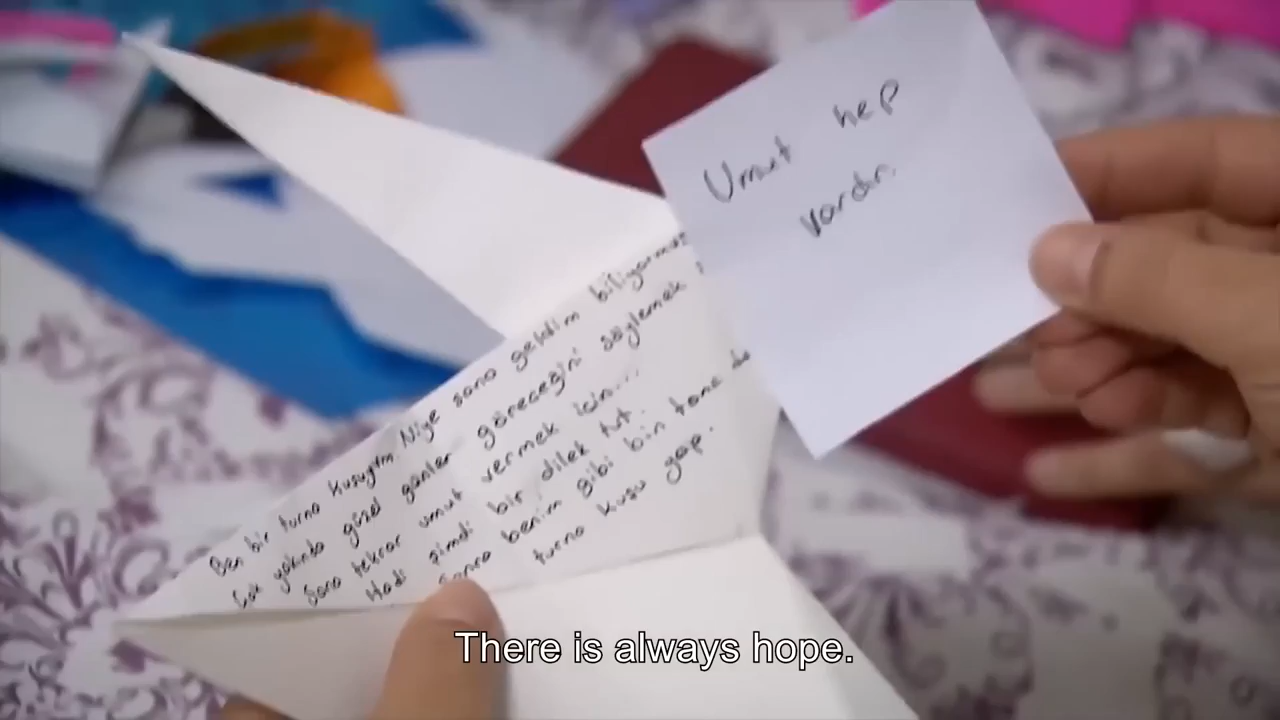 Umut hep
vardır.
Ben bir turna kuşuyum. Niye sana geldim biliyormusun
Çok yakında güzel günler göreceğini söylemek
Sana tekrar umut vermek için...
Hadi şimdi bir dilek tut.
Sonra benim gibi bin tane de
turna kuşu yap.
There is always hope.